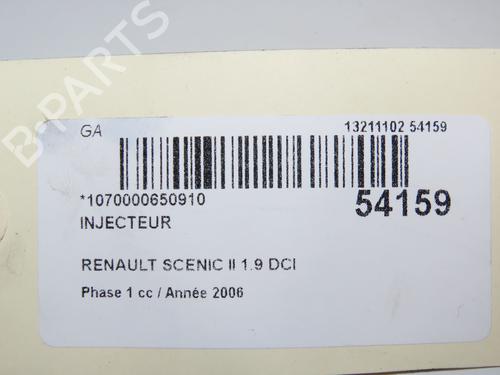 B-PARTS
GA 13211102 54159
*1070000650910 54159
INJECTEUR
RENAULT SCENIC II 1.9 DCI
Phase 1 cc / Année 2006